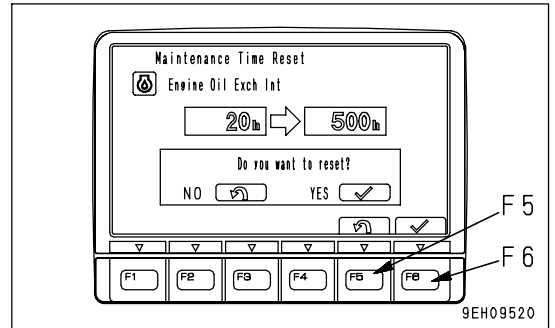 Maintenance Time Reset
Engine Oil Exch Int
20h 500h
Do you want to reset?
NO YES
F5
F6
F1 F2 F3 F4 F5 F6
9EH09520